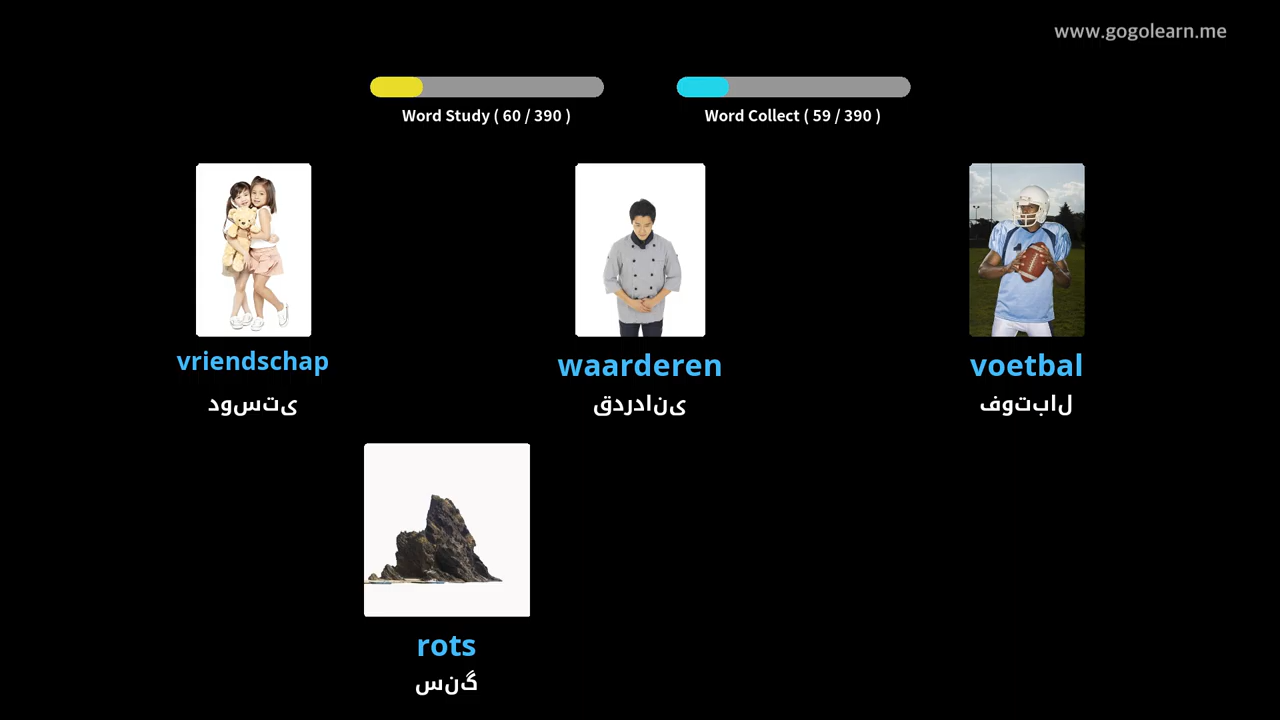 www.gogolearn.me
Word Study ( 60 / 390 )
Word Collect ( 59 / 390 )
vriendschap
دوستی
waarderen
قدردانی
voetbal
فوتبال
rots
سنگ